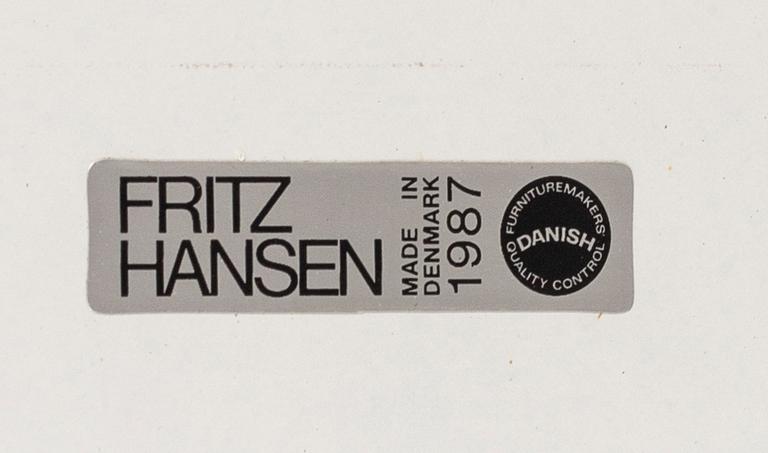 FRITZ
HANSEN
MADE IN
DENMARK
1987
FURNITUREMAKERS'
DANISH
QUALITY CONTROL